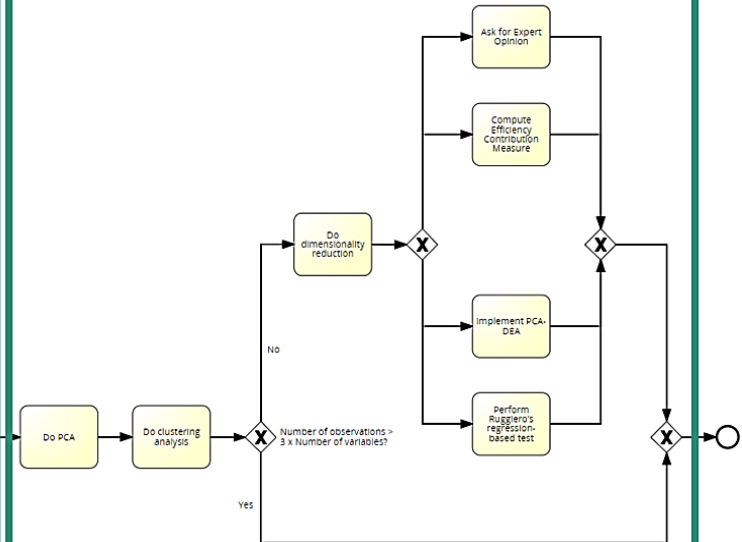 Ask for Expert
Opinion
Compute
Efficiency
Contribution
Measure
Do
dimensionality
reduction
X
X
Implement PCA-
DEA
No
Perform
Ruggiero's
regression-
based test
Do PCA
Do clustering
analysis
X
Number of observations >
3 x Number of variables?
X
Yes